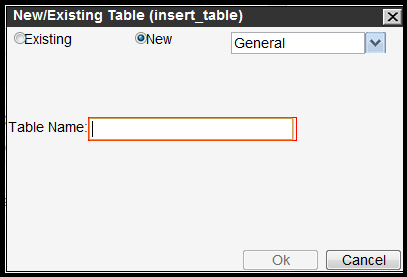 New/Existing Table (insert_table)
Existing New General
Table Name:
Ok Cancel